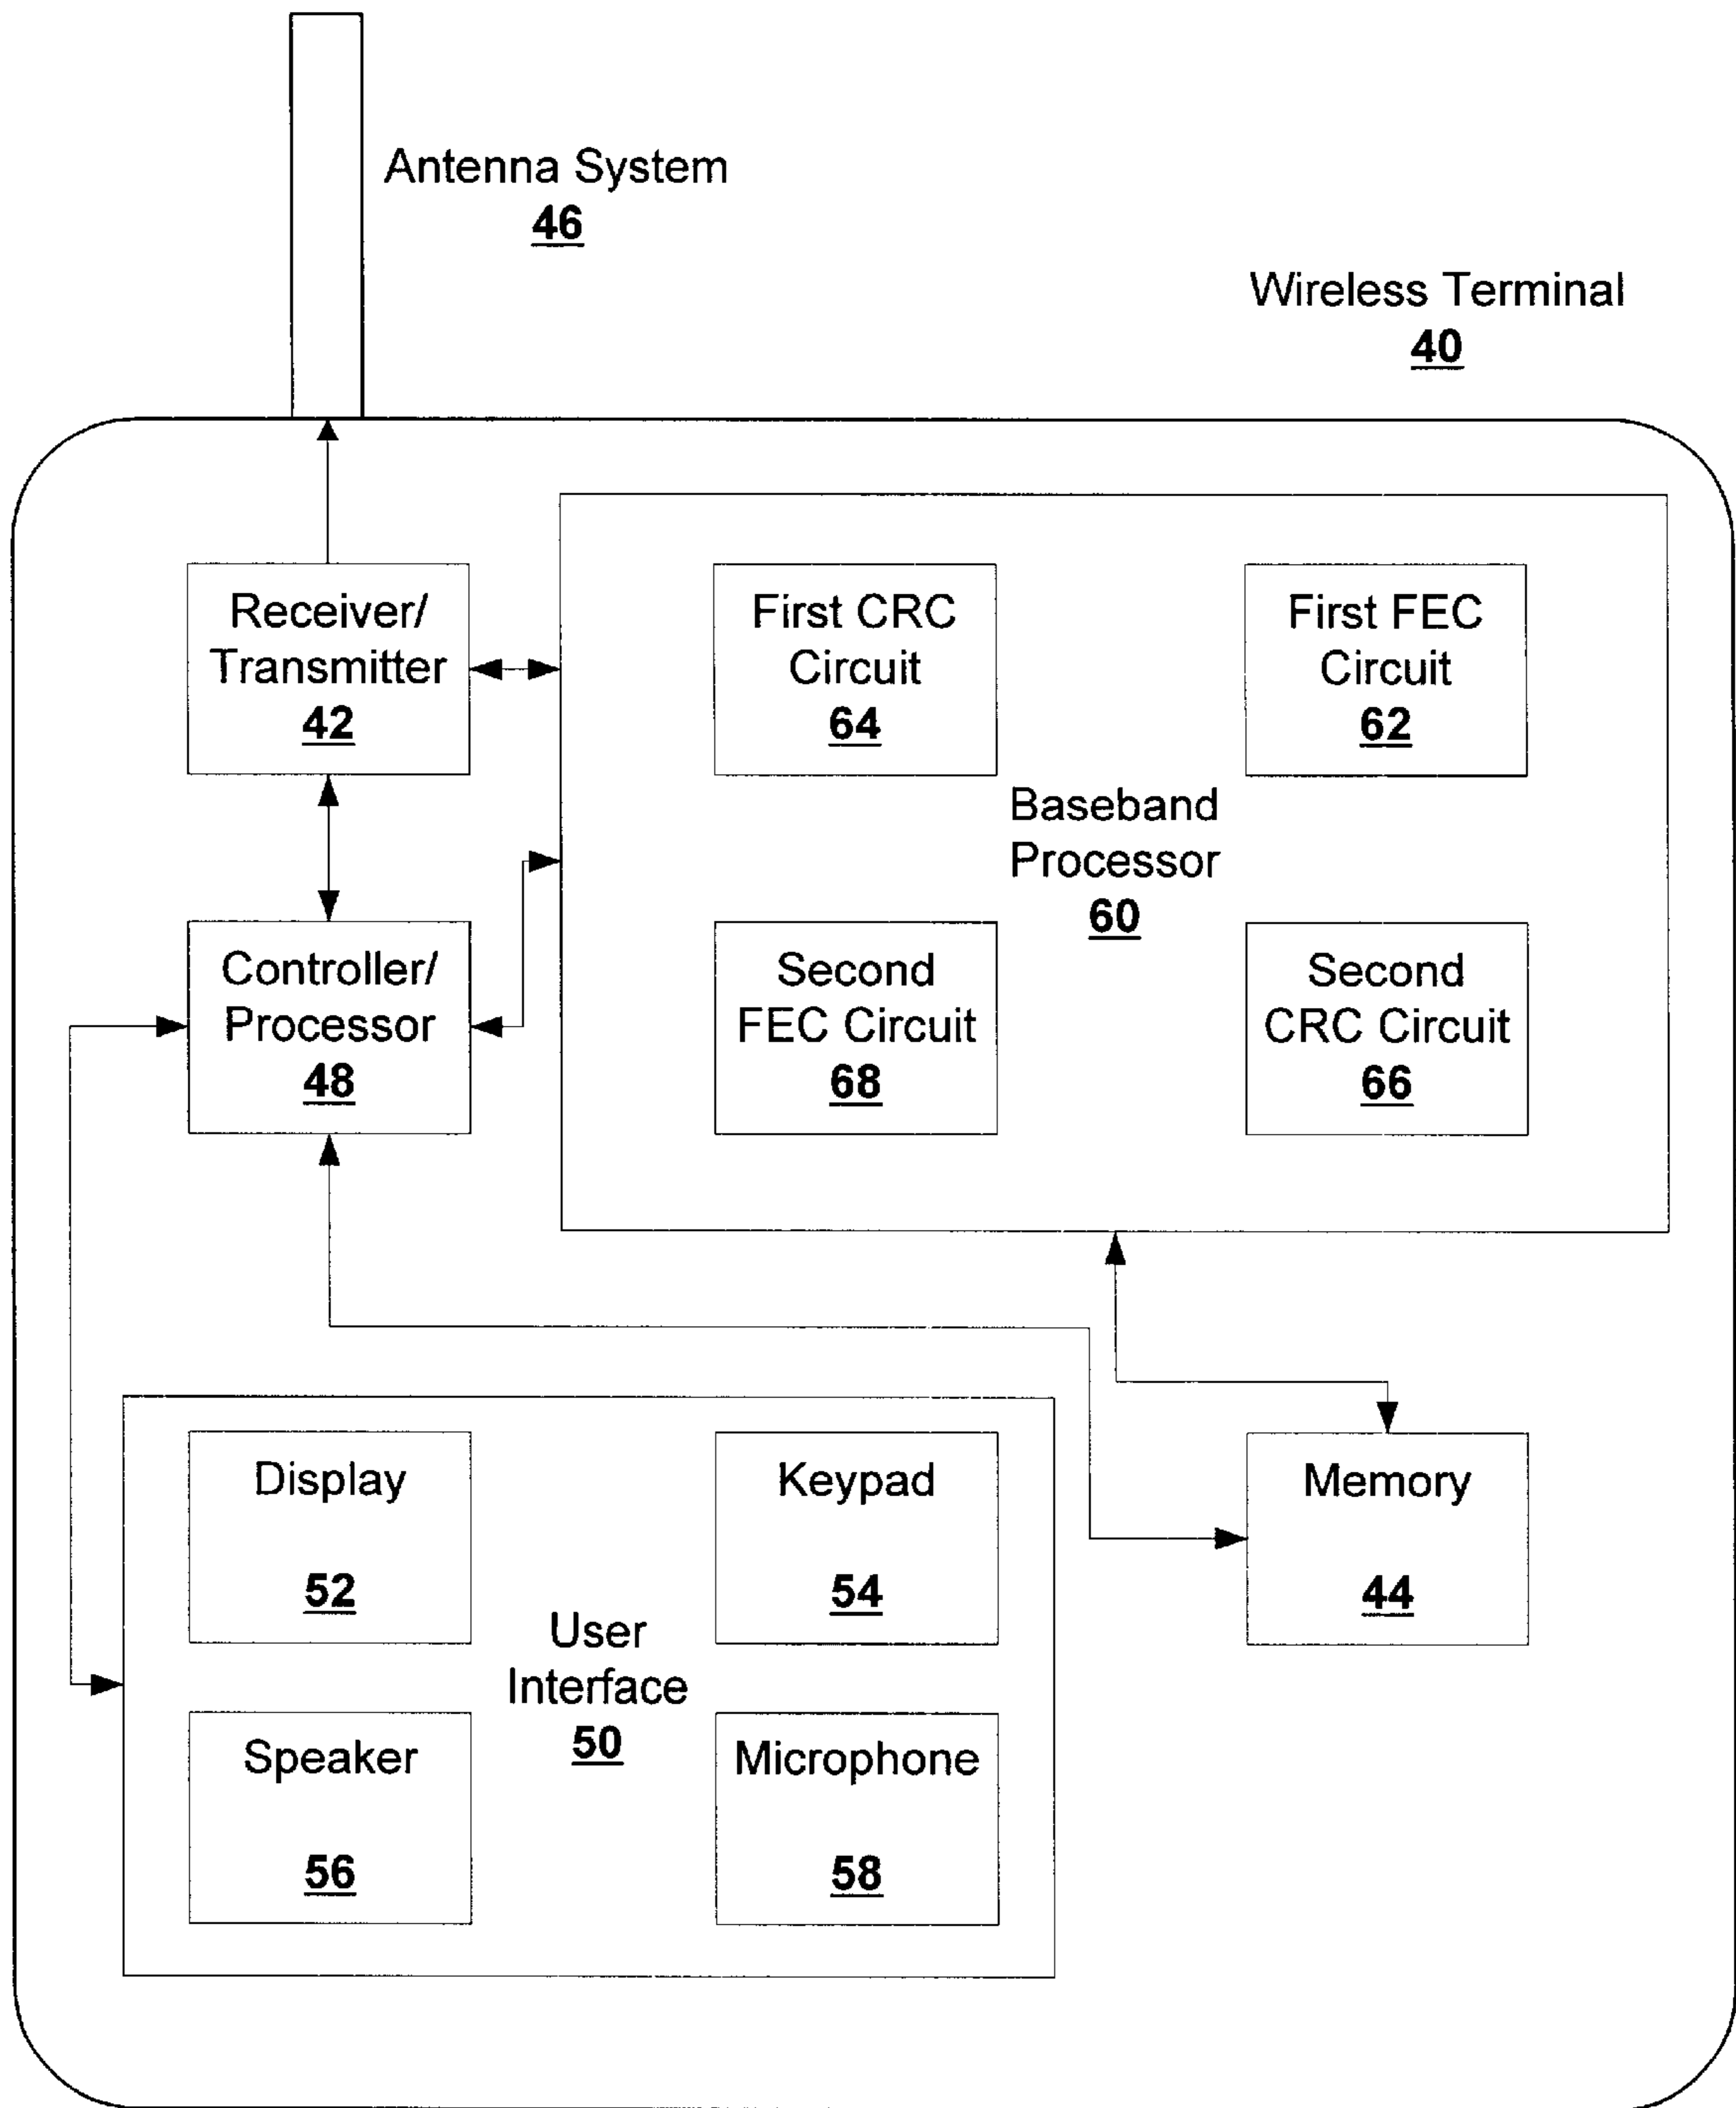 Antenna System
46
Wireless Terminal
40
Receiver/
Transmitter
42
First CRC
Circuit
64
First FEC
Circuit
62
Baseband
Processor
60
Controller/
Processor
48
Second
FEC Circuit
68
Second
CRC Circuit
66
Display
52
Keypad
54
User
Interface
50
Memory
44
Speaker
56
Microphone
58